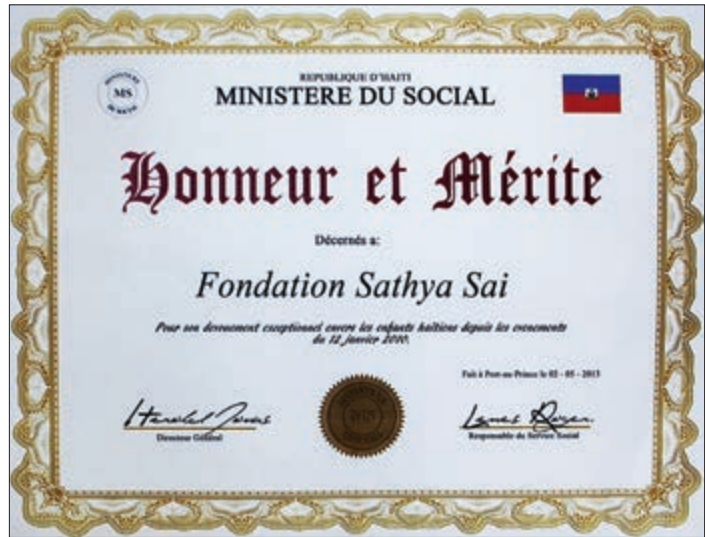 REPUBLIQUE D'HAITI
MINISTERE DU SOCIAL
MS
Honneur et Mérite
Décernés a:
Fondation Sathya Sai
Pour son devouement exceptionnel envers les enfants haïtiens depuis les evenements
du 12 janvier 2010.
Fait à Port-au-Prince le 02 - 05 - 2013
Directeur Général
Responsable du Service Social